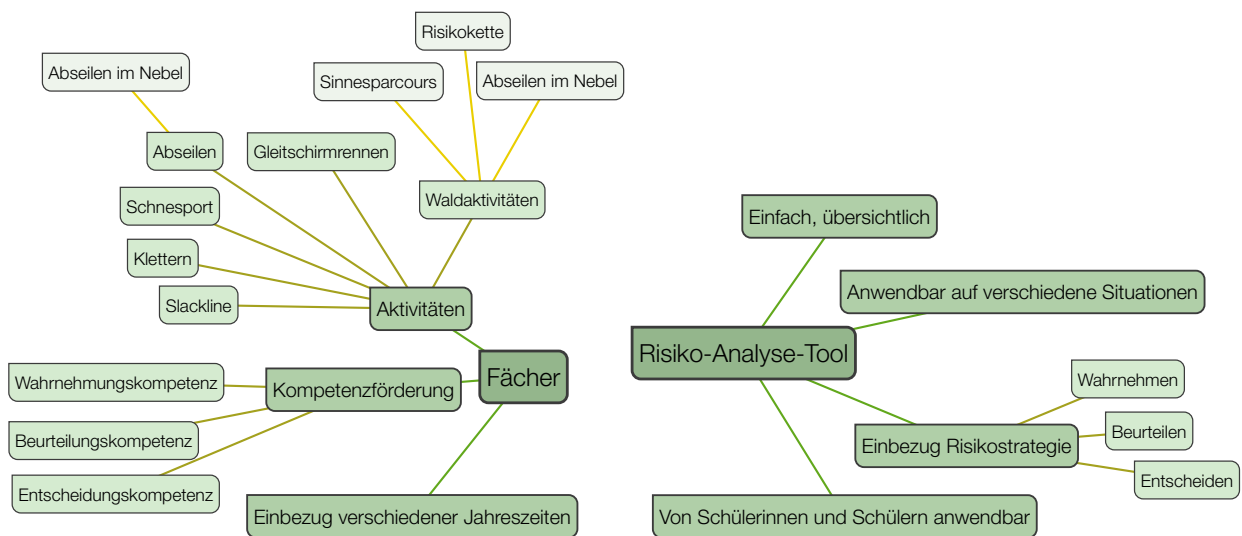 Risikokette
Abseilen im Nebel
Sinnesparcours
Abseilen im Nebel
Abseilen
Gleitschirmrennen
Schnesport
Waldaktivitäten
Klettern
Slackline
Aktivitäten
Fächer
Wahrnehmungskompetenz
Kompetenzförderung
Beurteilungskompetenz
Entscheidungskompetenz
Einbezug verschiedener Jahreszeiten
Einfach, übersichtlich
Anwendbar auf verschiedene Situationen
Risiko-Analyse-Tool
Wahrnehmen
Einbezug Risikostrategie
Beurteilen
Entscheiden
Von Schülerinnen und Schülern anwendbar